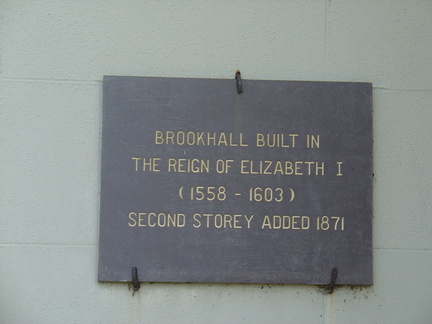 BROOKHALL BUILT IN
THE REIGN OF ELIZABETH I
(1558 - 1603)
SECOND STOREY ADDED 1871